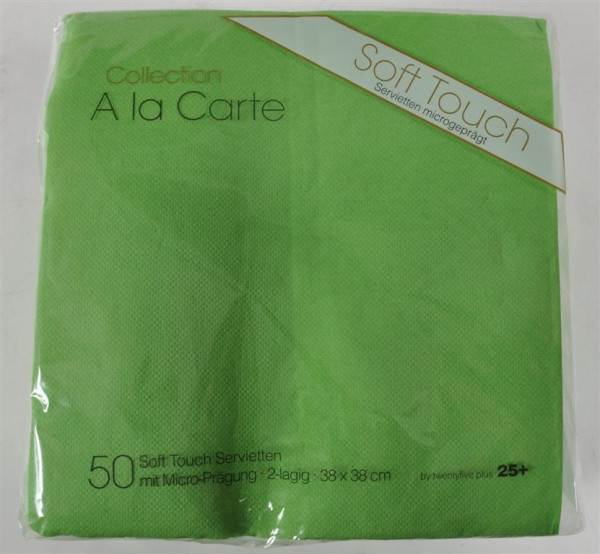 Collection
A la Carte
Soft Touch
Servietten microgeprägt
50 Soft Touch Servietten
mit Micro-Prägung · 2-lagig · 38 x 38 cm
by twentyfive plus 25+